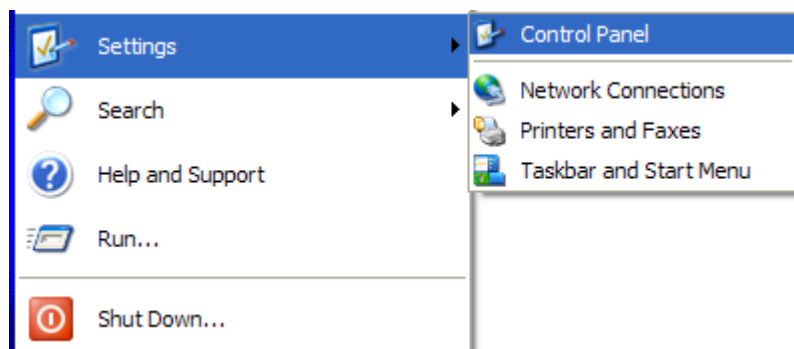 Settings
Search
Help and Support
Run...
Shut Down...
Control Panel
Network Connections
Printers and Faxes
Taskbar and Start Menu